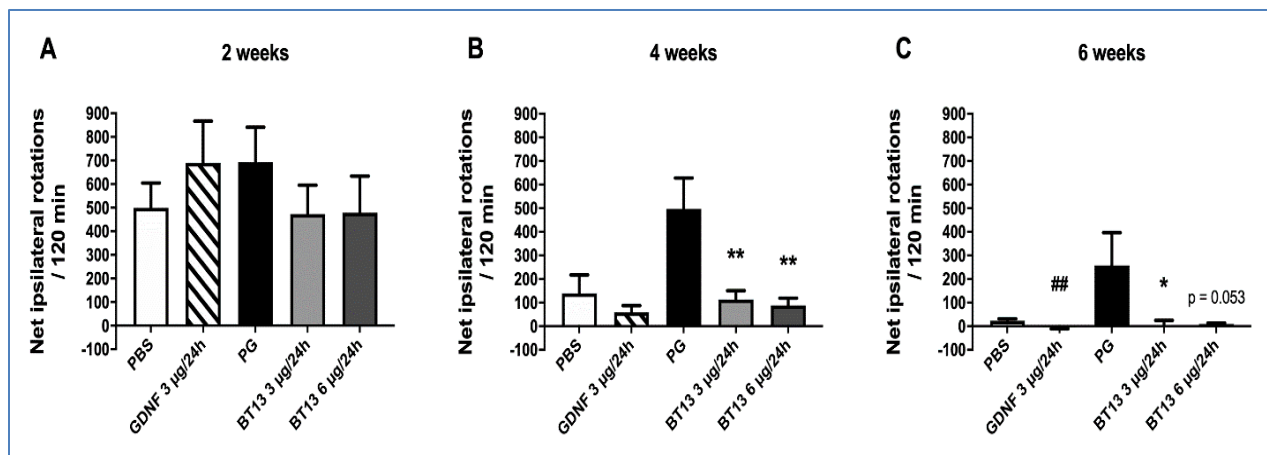 A
2 weeks
Net ipsilateral rotations
/ 120 min
900
800
700
600
500
400
300
200
100
0
-100
PBS
GDNF 3 µg/24h
PG
BT13 3 µg/24h
BT13 6 µg/24h
B
4 weeks
Net ipsilateral rotations
/ 120 min
900
800
700
600
500
400
300
200
100
0
-100
**
**
PBS
GDNF 3 µg/24h
PG
BT13 3 µg/24h
BT13 6 µg/24h
C
6 weeks
Net ipsilateral rotations
/ 120 min
900
800
700
600
500
400
300
200
100
0
-100
##
*
p = 0.053
PBS
GDNF 3 µg/24h
PG
BT13 3 µg/24h
BT13 6 µg/24h